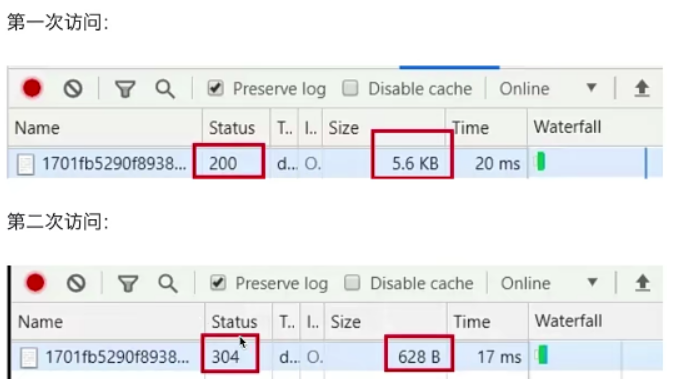 第一次访问：
Preserve log Disable cache Online
Name Status T.. I.. Size Time Waterfall
1701fb5290f8938... 200 d... O. 5.6 KB 20 ms
第二次访问：
Preserve log Disable cache Online
Name Status T.. I.. Size Time Waterfall
1701fb5290f8938... 304 d... O. 628 B 17 ms